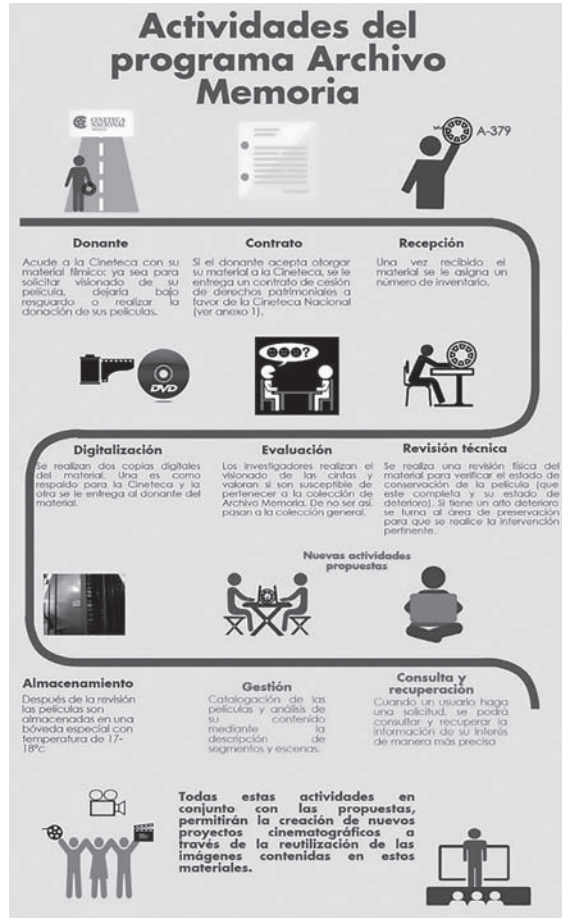 Actividades del
programa Archivo
Memoria
CINETECA
NACIONAL
A-379
Donante
Acude a la Cineteca con su
material fílmico: ya sea para
solicitar visionado de su
película, dejarla bajo
resguardo o realizar la
donación de sus películas.
Contrato
Si el donante acepta otorgar
su material a la Cineteca, se le
entrega un contrato de cesión
de derechos patrimoniales a
favor de la Cineteca Nacional
(ver anexo 1).
Recepción
Una vez recibido el
material se le asigna un
número de inventario.
DVD
?
Digitalización
Se realizan dos copias digitales
del material. Una es como
respaldo para la Cineteca y la
otra se le entrega al donante del
material.
Evaluación
Los investigadores realizan el
visionado de las cintas y
valoran si son susceptible de
pertenecer a la colección de
Archivo Memoria. De no ser así,
pasan a la colección general.
Revisión técnica
Se realiza una revisión física del
material para verificar el estado de
conservación de la película (que
este completa y su estado de
deterioro). Si tiene un alto deterioro
se turna al área de preservación
para que se realice la intervención
pertinente.
Nuevas actividades
propuestas
Almacenamiento
Después de la revisión
las películas son
almacenadas en una
bóveda especial con
temperatura de 17-
18ºc
Gestión
Catalogación de las
películas y análisis de
su contenido
mediante la
descripción de
segmentos y escenas.
Consulta y
recuperación
Cuando un usuario haga
una solicitud, se podrá
consultar y recuperar la
información de su interés
de manera más precisa
Todas estas actividades en
conjunto con las propuestas,
permitirán la creación de nuevos
proyectos cinematográficos a
través de la reutilización de las
imágenes contenidas en estos
materiales.